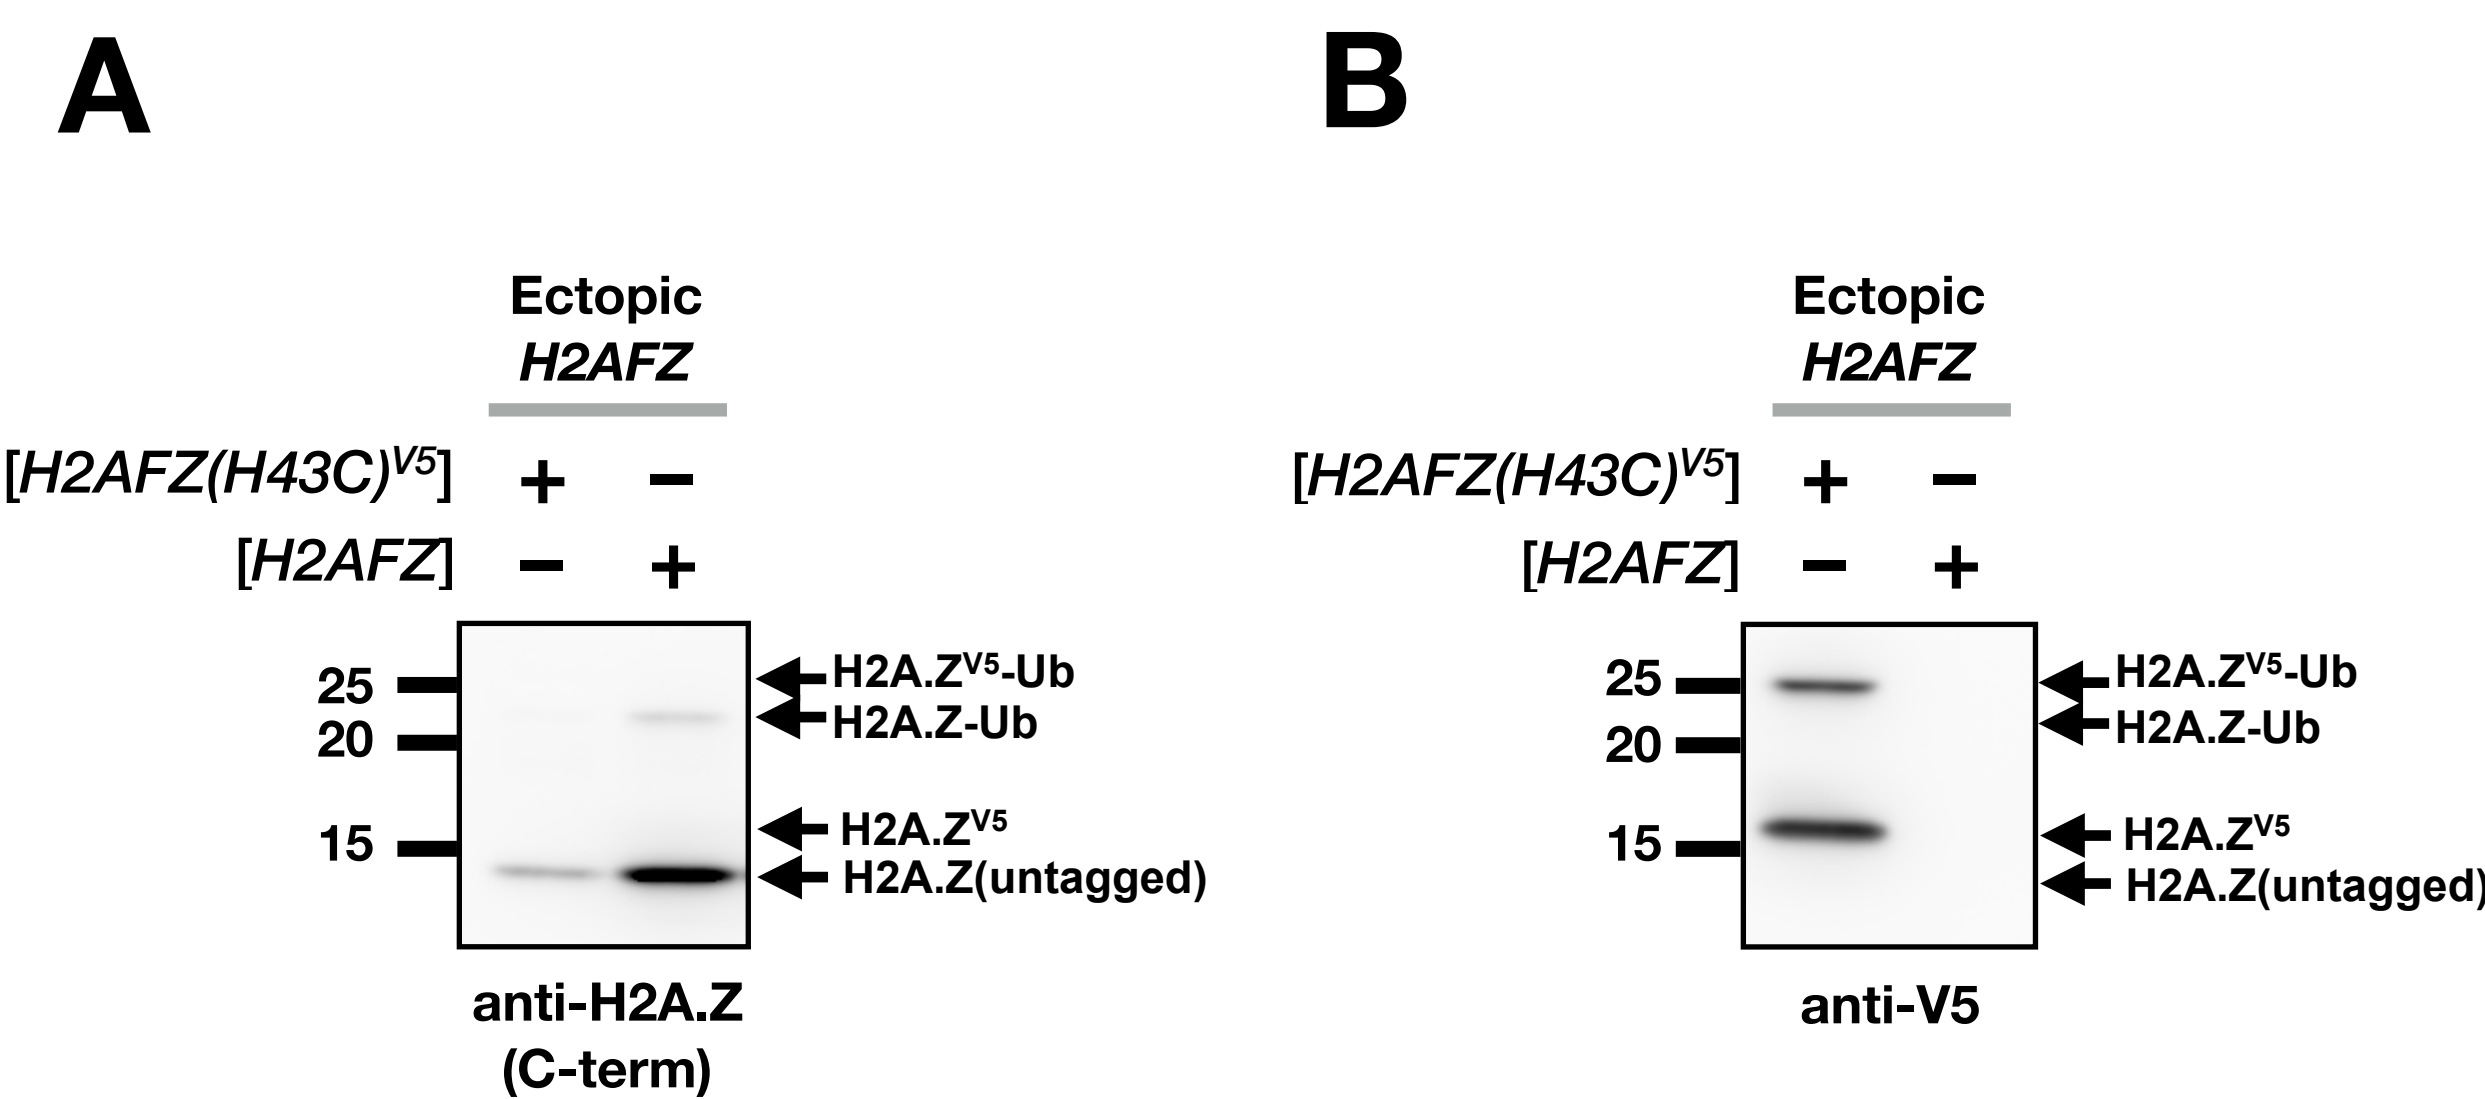 A
Ectopic
H2AFZ
[H2AFZ(H43C)V5] + −
[H2AFZ] − +
25
20
15
H2A.ZV5-Ub
H2A.Z-Ub
H2A.ZV5
H2A.Z(untagged)
anti-H2A.Z
(C-term)
B
Ectopic
H2AFZ
[H2AFZ(H43C)V5] + −
[H2AFZ] − +
25
20
15
H2A.ZV5-Ub
H2A.Z-Ub
H2A.ZV5
H2A.Z(untagged)
anti-V5